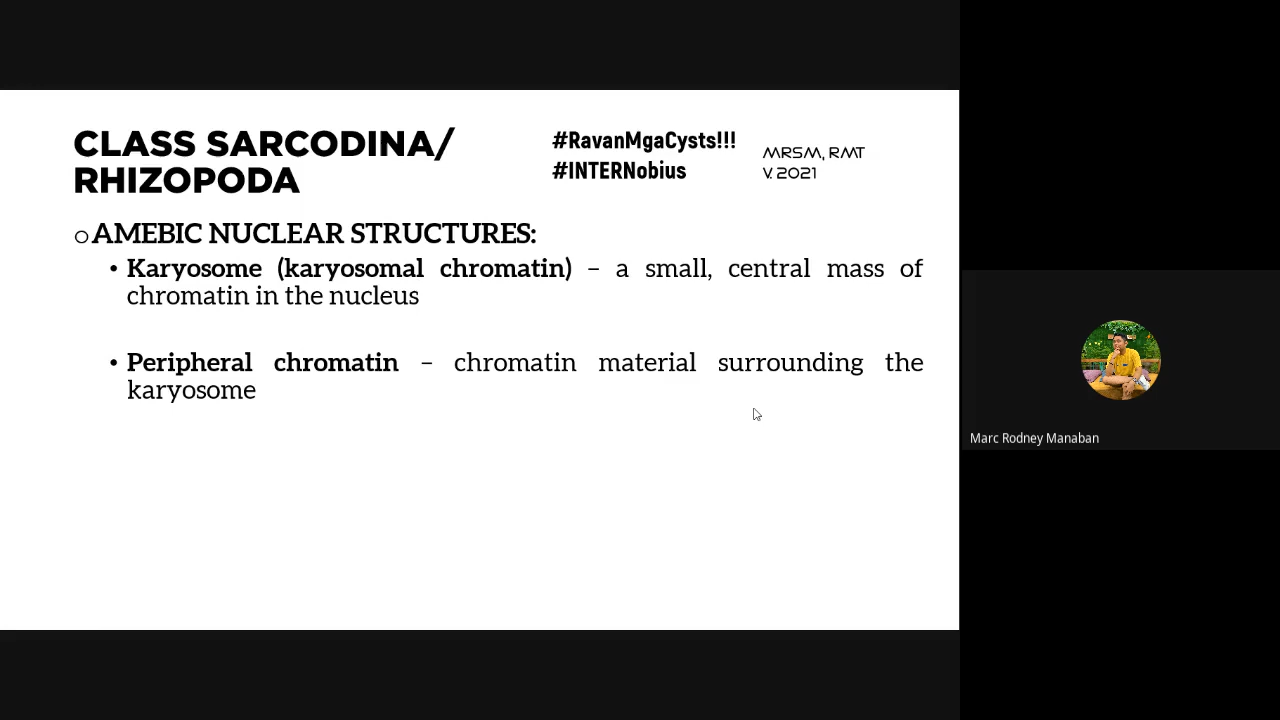 CLASS SARCODINA/
RHIZOPODA
#RavanMgaCysts!!!
#INTERNobius
MRSM, RMT
V. 2021
oAMEBIC NUCLEAR STRUCTURES:
• Karyosome (karyosomal chromatin) – a small, central mass of
chromatin in the nucleus
• Peripheral chromatin – chromatin material surrounding the
karyosome
Marc Rodney Manaban